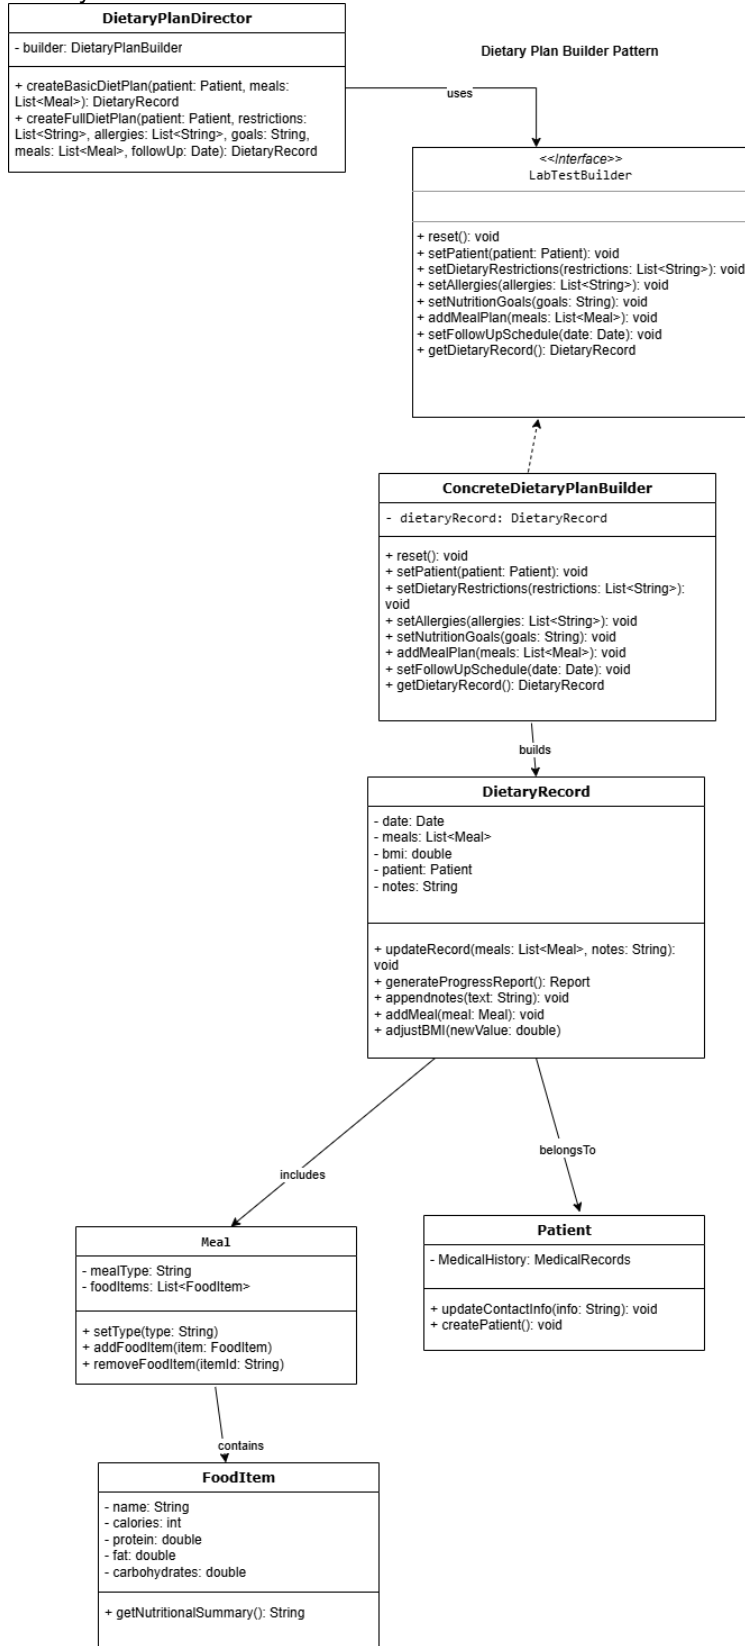 DietaryPlanDirector
- builder: DietaryPlanBuilder
+ createBasicDietPlan(patient: Patient, meals:
List<Meal>): DietaryRecord
+ createFullDietPlan(patient: Patient, restrictions:
List<String>, allergies: List<String>, goals: String,
meals: List<Meal>, followUp: Date): DietaryRecord
Dietary Plan Builder Pattern
uses
<<Interface>>
LabTestBuilder
+ reset(): void
+ setPatient(patient: Patient): void
+ setDietaryRestrictions(restrictions: List<String>): void
+ setAllergies(allergies: List<String>): void
+ setNutritionGoals(goals: String): void
+ addMealPlan(meals: List<Meal>): void
+ setFollowUpSchedule(date: Date): void
+ getDietaryRecord(): DietaryRecord
ConcreteDietaryPlanBuilder
- dietaryRecord: DietaryRecord
+ reset(): void
+ setPatient(patient: Patient): void
+ setDietaryRestrictions(restrictions: List<String>):
void
+ setAllergies(allergies: List<String>): void
+ setNutritionGoals(goals: String): void
+ addMealPlan(meals: List<Meal>): void
+ setFollowUpSchedule(date: Date): void
+ getDietaryRecord(): DietaryRecord
builds
DietaryRecord
- date: Date
- meals: List<Meal>
- bmi: double
- patient: Patient
- notes: String
+ updateRecord(meals: List<Meal>, notes: String):
void
+ generateProgressReport(): Report
+ appendnotes(text: String): void
+ addMeal(meal: Meal): void
+ adjustBMI(newValue: double)
includes
belongsTo
Meal
- mealType: String
- foodItems: List<FoodItem>
+ setType(type: String)
+ addFoodItem(item: FoodItem)
+ removeFoodItem(itemId: String)
Patient
- MedicalHistory: MedicalRecords
+ updateContactInfo(info: String): void
+ createPatient(): void
contains
FoodItem
- name: String
- calories: int
- protein: double
- fat: double
- carbohydrates: double
+ getNutritionalSummary(): String